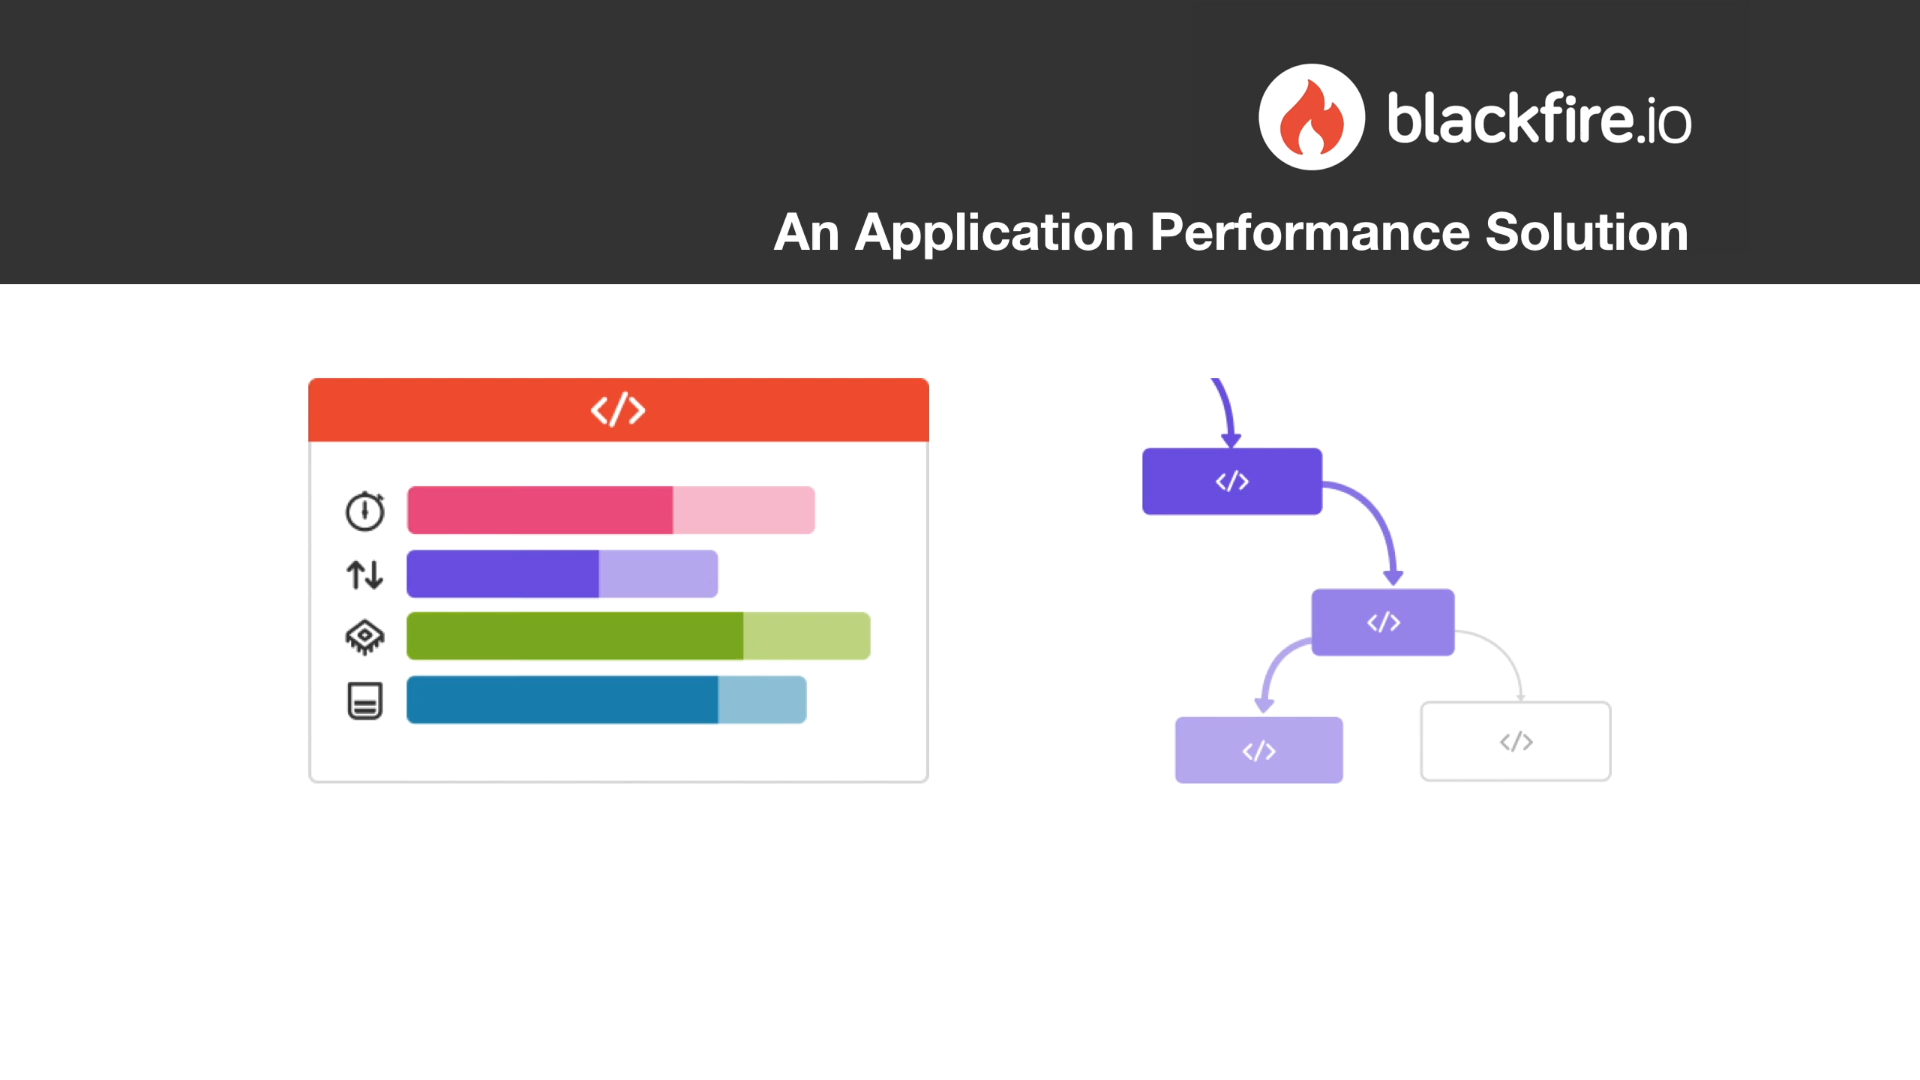 blackfire.io
An Application Performance Solution
</>
</>
</>
</>
</>